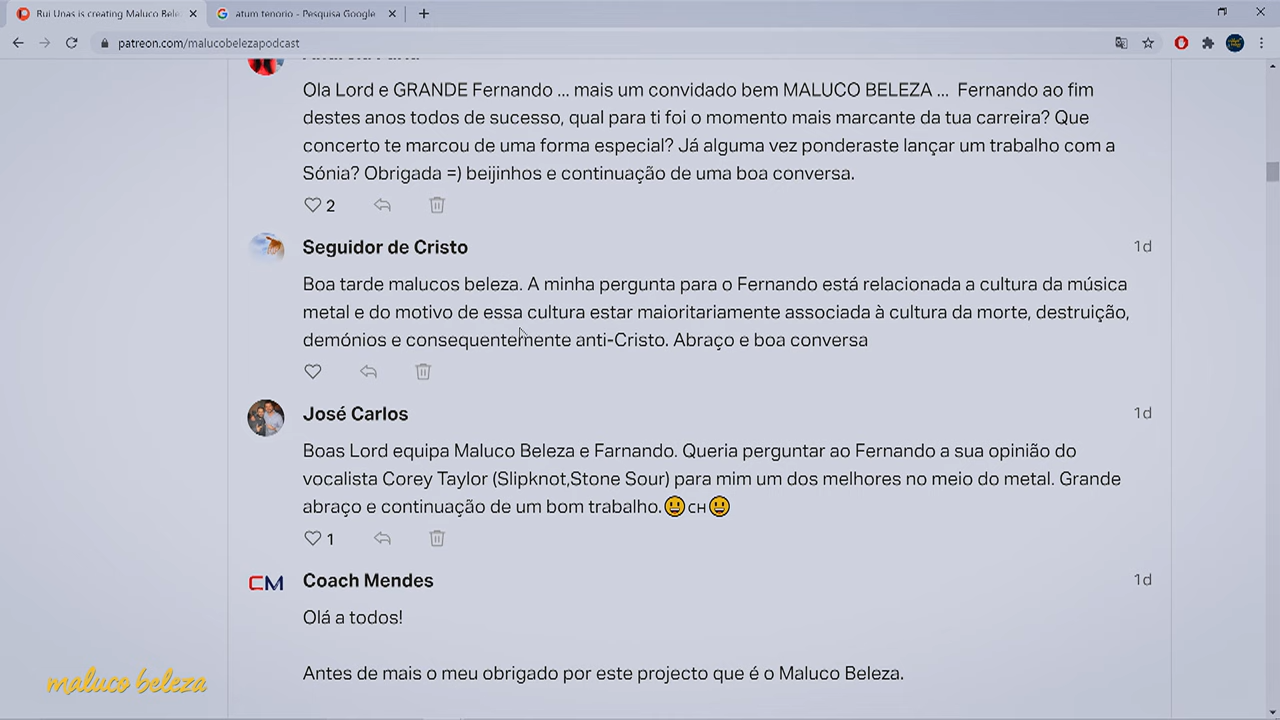 Rui Unas is creating Maluco Bele
atum tenorio - Pesquisa Google
patreon.com/malucobelezapodcast
Ola Lord e GRANDE Fernando ... mais um convidado bem MALUCO BELEZA ... Fernando ao fim
destes anos todos de sucesso, qual para ti foi o momento mais marcante da tua carreira? Que
concerto te marcou de uma forma especial? Já alguma vez ponderaste lançar um trabalho com a
Sónia? Obrigada =) beijinhos e continuação de uma boa conversa.
2
Seguidor de Cristo
1d
Boa tarde malucos beleza. A minha pergunta para o Fernando está relacionada a cultura da música
metal e do motivo de essa cultura estar maioritariamente associada à cultura da morte, destruição,
demónios e consequentemente anti-Cristo. Abraço e boa conversa
José Carlos
1d
Boas Lord equipa Maluco Beleza e Farnando. Queria perguntar ao Fernando a sua opinião do
vocalista Corey Taylor (Slipknot,Stone Sour) para mim um dos melhores no meio do metal. Grande
abraço e continuação de um bom trabalho.😀CH😀
1
CM
Coach Mendes
1d
Olá a todos!
Antes de mais o meu obrigado por este projecto que é o Maluco Beleza.
maluco beleza